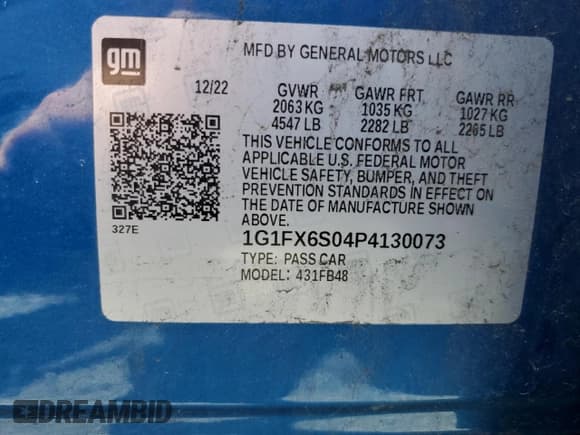 gm
MFD BY GENERAL MOTORS LLC
12/22 GVWR GAWR FRT GAWR RR
2063 KG 1035 KG 1027 KG
4547 LB 2282 LB 2265 LB
THIS VEHICLE CONFORMS TO ALL
APPLICABLE U.S. FEDERAL MOTOR
VEHICLE SAFETY, BUMPER, AND THEFT
PREVENTION STANDARDS IN EFFECT ON
THE DATE OF MANUFACTURE SHOWN
ABOVE.
327E
1G1FX6S04P4130073
TYPE: PASS CAR
MODEL: 431FB48
DREAMBID